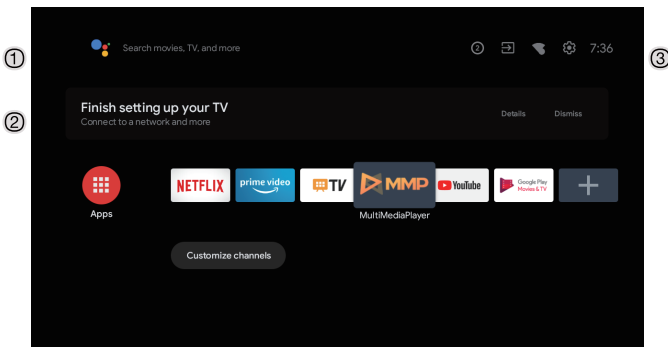 ①
Search movies, TV, and more
2
7:36
③
②
Finish setting up your TV
Connect to a network and more
Details
Dismiss
Apps
NETFLIX
prime video
TV
MMP
YouTube
Google Play
Movies & TV
MultiMediaPlayer
Customize channels